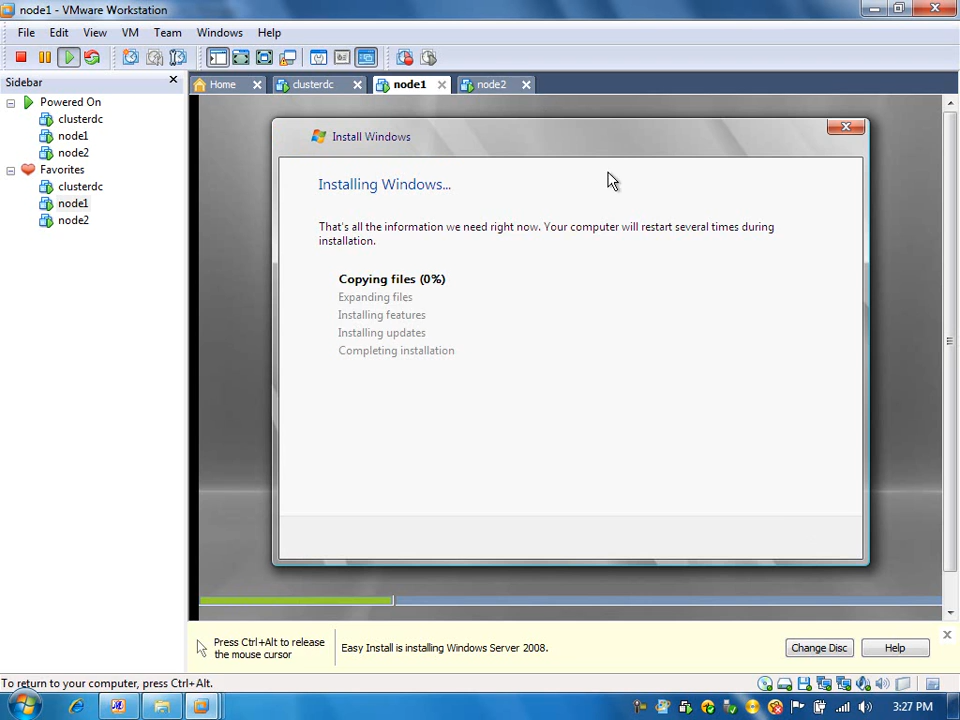 node1 - VMware Workstation
File Edit View VM Team Windows Help
Sidebar
Home clusterdc node1 node2
Powered On
clusterdc
node1
node2
Favorites
clusterdc
node1
node2
Install Windows
Installing Windows...
That's all the information we need right now. Your computer will restart several times during
installation.
Copying files (0%)
Expanding files
Installing features
Installing updates
Completing installation
Press Ctrl+Alt to release
the mouse cursor
Easy Install is installing Windows Server 2008.
Change Disc Help
To return to your computer, press Ctrl+Alt.
3:27 PM